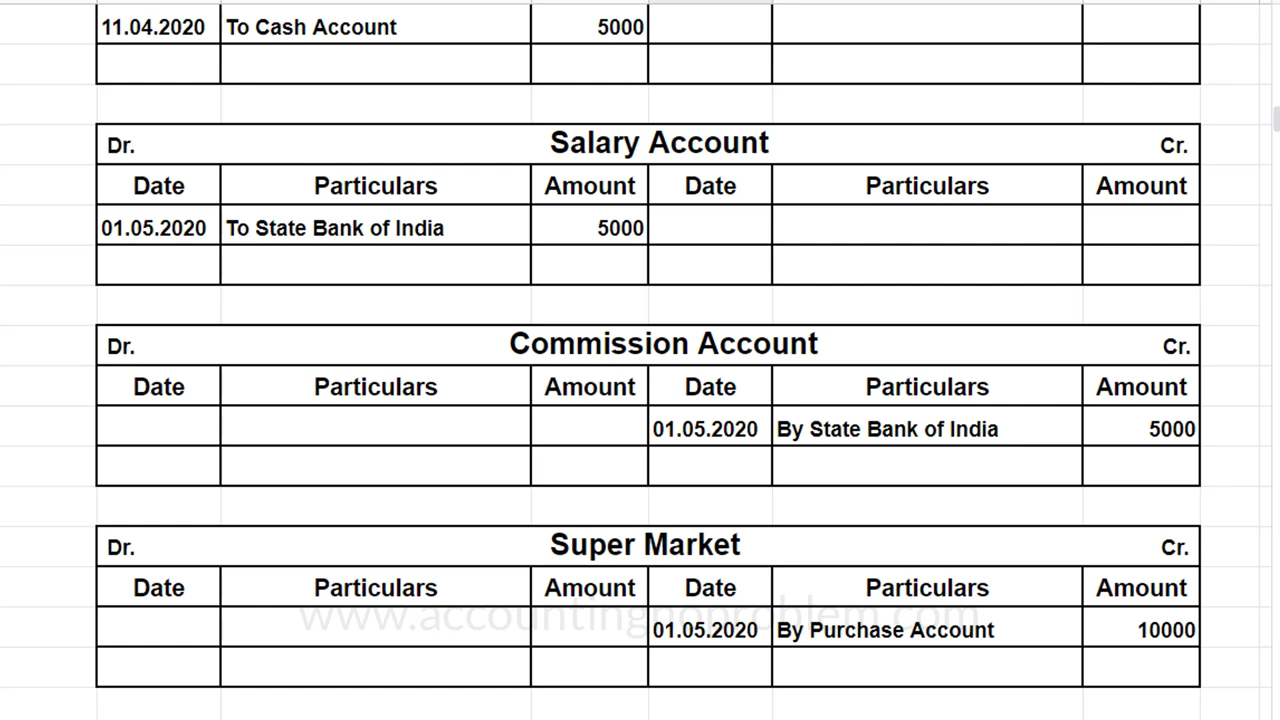 11.04.2020 To Cash Account 5000
Dr. Salary Account Cr.
Date Particulars Amount Date Particulars Amount
01.05.2020 To State Bank of India 5000
Dr. Commission Account Cr.
Date Particulars Amount Date Particulars Amount
01.05.2020 By State Bank of India 5000
Dr. Super Market Cr.
Date Particulars Amount Date Particulars Amount
www.accountingnoproblem.com
01.05.2020 By Purchase Account 10000